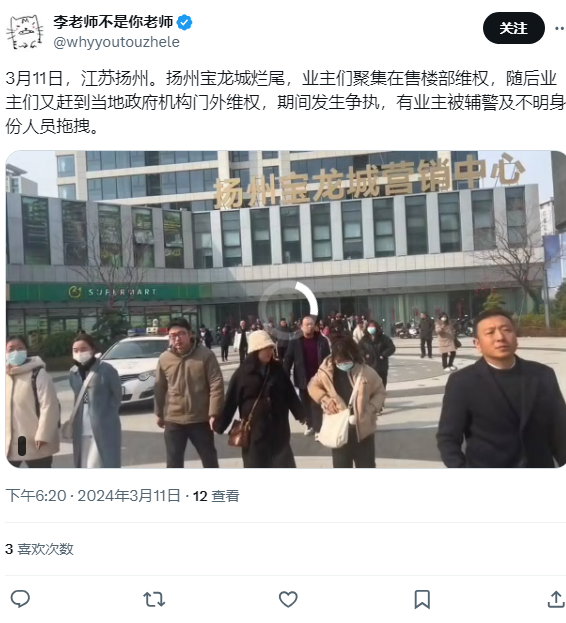 李老师不是你老师
@whyyoutouzhele
关注
3月11日，江苏扬州。扬州宝龙城烂尾，业主们聚集在售楼部维权，随后业
主们又赶到当地政府机构门外维权，期间发生争执，有业主被辅警及不明身
份人员拖拽。
扬州宝龙城营销中心
SUPERMART
下午6:20 · 2024年3月11日 · 12 查看
3 喜欢次数